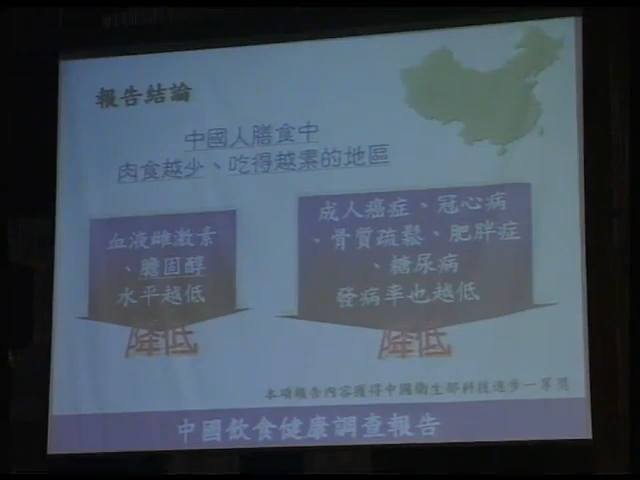 報告結論
中國人膳食中
肉食越少、吃得越素的地區
血液雌激素
、膽固醇
水平越低
降低
成人癌症、冠心病
、骨質疏鬆、肥胖症
、糖尿病
發病率也越低
降低
本項報告內容獲得中國衛生部科技進步一等獎
中國飲食健康調查報告